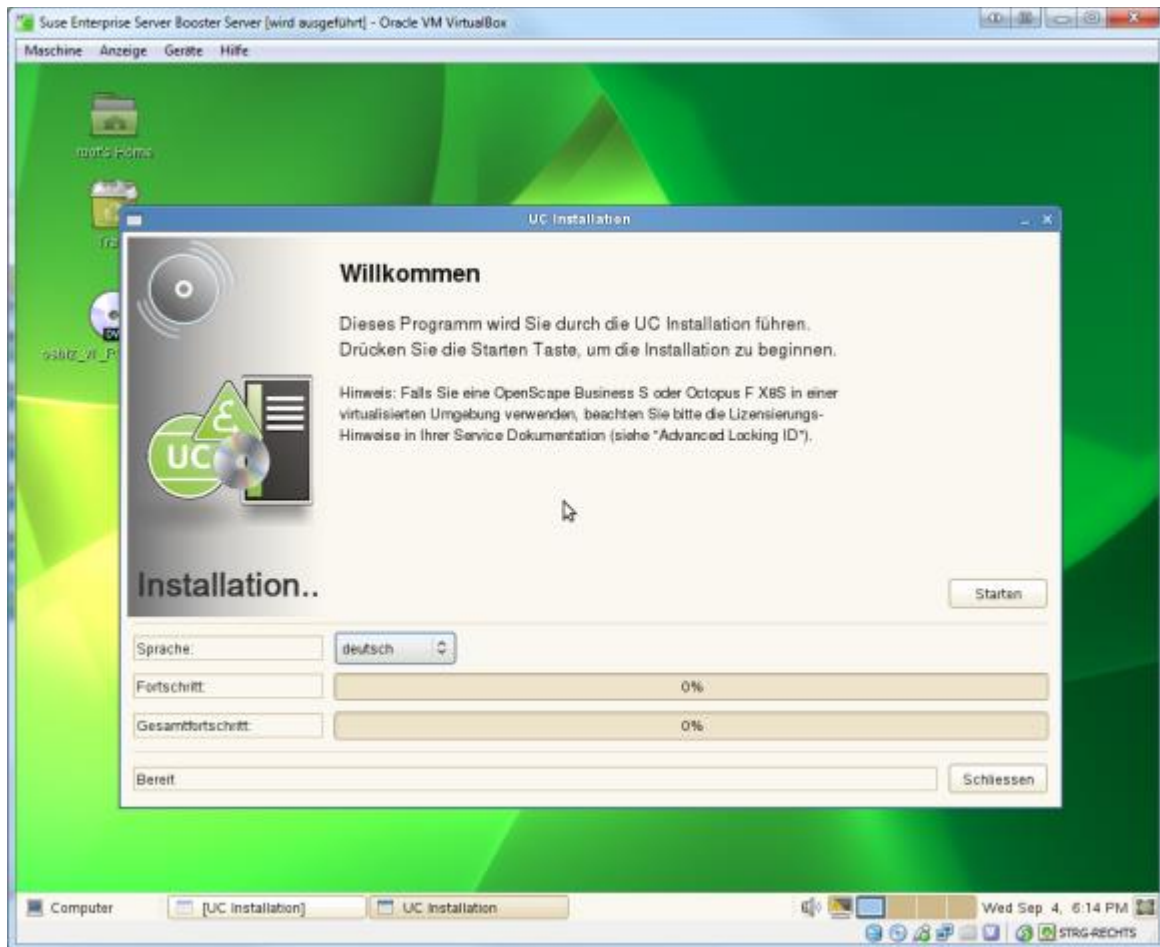 Suse Enterprise Server Booster Server [wird ausgeführt] - Oracle VM VirtualBox
Maschine Anzeige Geräte Hilfe
root's Home
UC Installation
Willkommen
Dieses Programm wird Sie durch die UC Installation führen.
Drücken Sie die Starten Taste, um die Installation zu beginnen.
Hinweis: Falls Sie eine OpenScape Business S oder Octopus F X8S in einer
virtualisierten Umgebung verwenden, beachten Sie bitte die Lizensierungs-
Hinweise in Ihrer Service Dokumentation (siehe "Advanced Locking ID").
UC
Installation..
Starten
Sprache:
deutsch
Fortschritt:
0%
Gesamtfortschritt:
0%
Bereit
Schliessen
Computer
[UC Installation]
UC Installation
Wed Sep 4, 6:14 PM
STRG-RECHTS